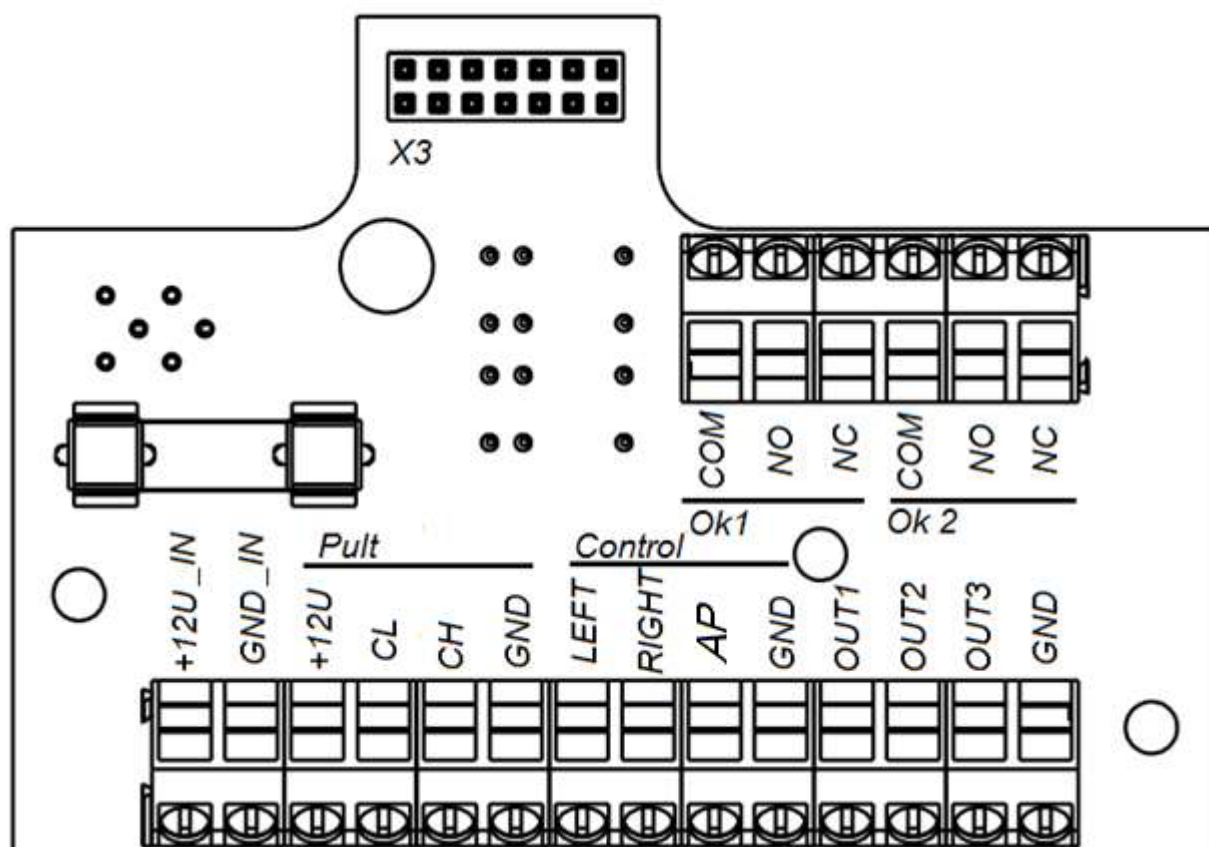 X3
COM
NO
NC
COM
NO
NC
Ok1
Ok 2
Pult
Control
+12U_IN
GND_IN
+12U
CL
CH
GND
LEFT
RIGHT
AP
GND
OUT1
OUT2
OUT3
GND